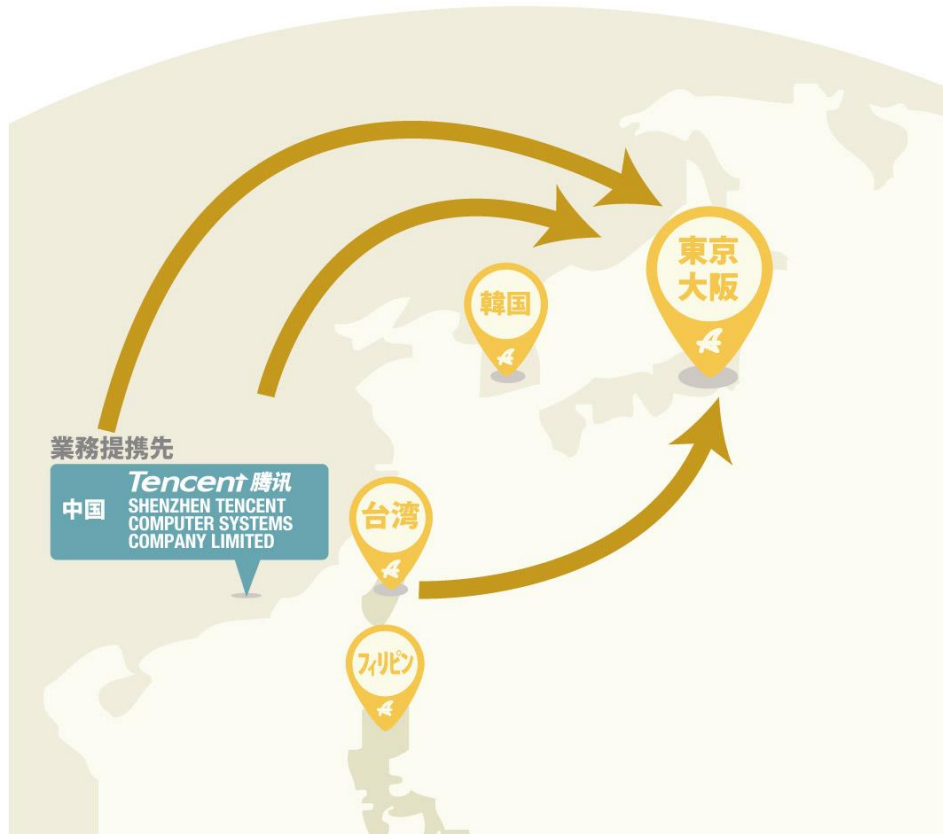 東京
大阪
韓国
業務提携先
中国
Tencent 腾讯
SHENZHEN TENCENT
COMPUTER SYSTEMS
COMPANY LIMITED
台湾
フィリピン